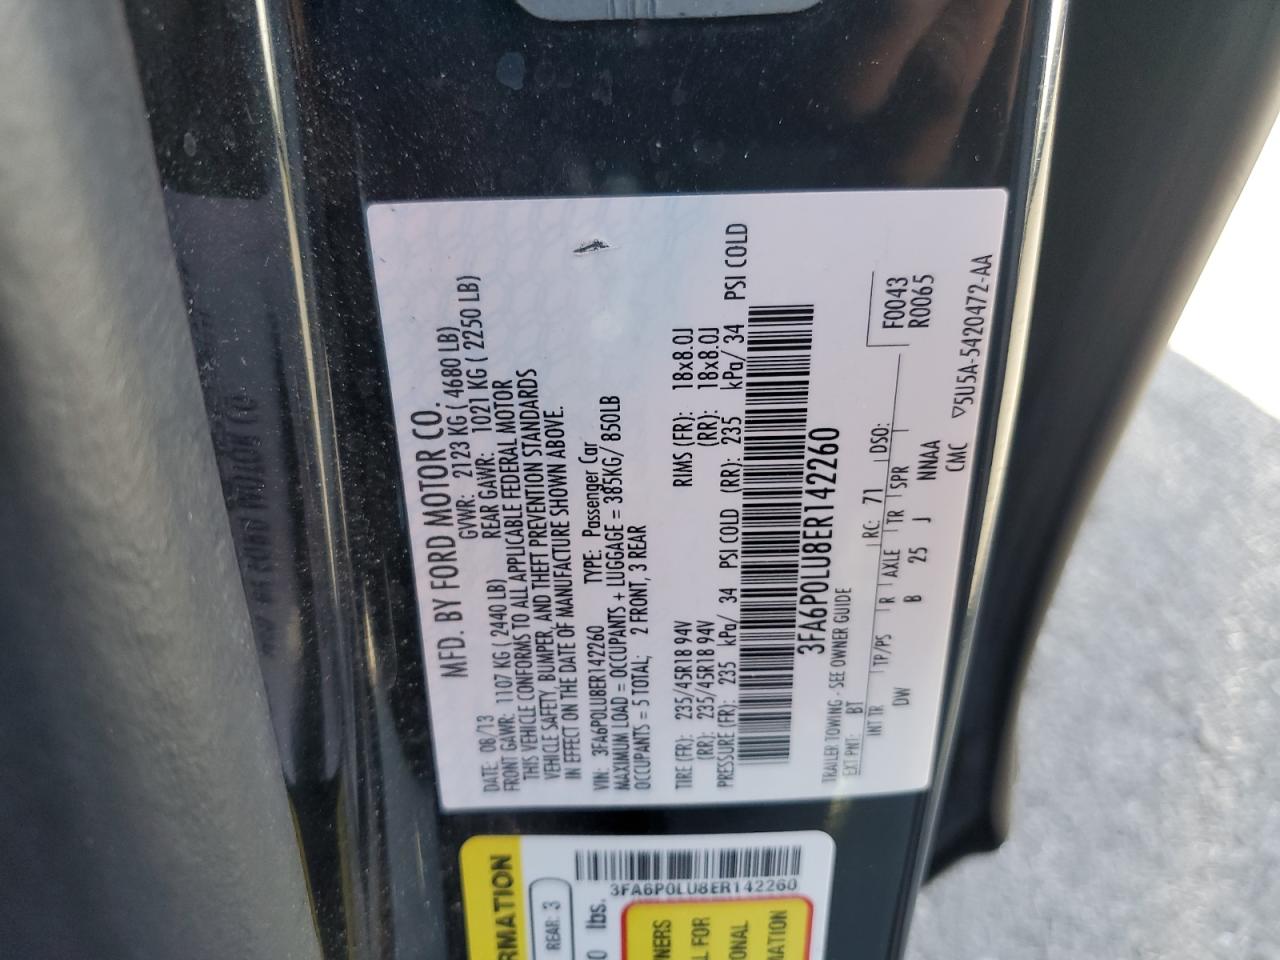 MFD. BY FORD MOTOR CO.
DATE: 08/13 GVWR: 2123 KG ( 4680 LB)
FRONT GAWR: 1107 KG ( 2440 LB) REAR GAWR: 1021 KG ( 2250 LB)
THIS VEHICLE CONFORMS TO ALL APPLICABLE FEDERAL MOTOR
VEHICLE SAFETY, BUMPER, AND THEFT PREVENTION STANDARDS
IN EFFECT ON THE DATE OF MANUFACTURE SHOWN ABOVE.
VIN: 3FA6P0LU8ER142260 TYPE: Passenger Car
MAXIMUM LOAD = OCCUPANTS + LUGGAGE = 385KG/ 850LB
OCCUPANTS = 5 TOTAL; 2 FRONT, 3 REAR
TIRE (FR): 235/45R18 94V RIMS (FR): 18x8.0J
(RR): 235/45R18 94V (RR): 18x8.0J
PRESSURE (FR): 235 kPa/ 34 PSI COLD (RR): 235 kPa/ 34 PSI COLD
3FA6P0LU8ER142260
TRAILER TOWING - SEE OWNER GUIDE
EXT PNT: BT RC: 71 DSO: F0043
INT TR TP/PS R AXLE TR SPR R0065
DW B 25 J NNAA
CMC ▽5U5A-5420472-AA
RMATION
REAR: 3
0 lbs.
3FA6P0LU8ER142260
NERS
L FOR
ONAL
MATION